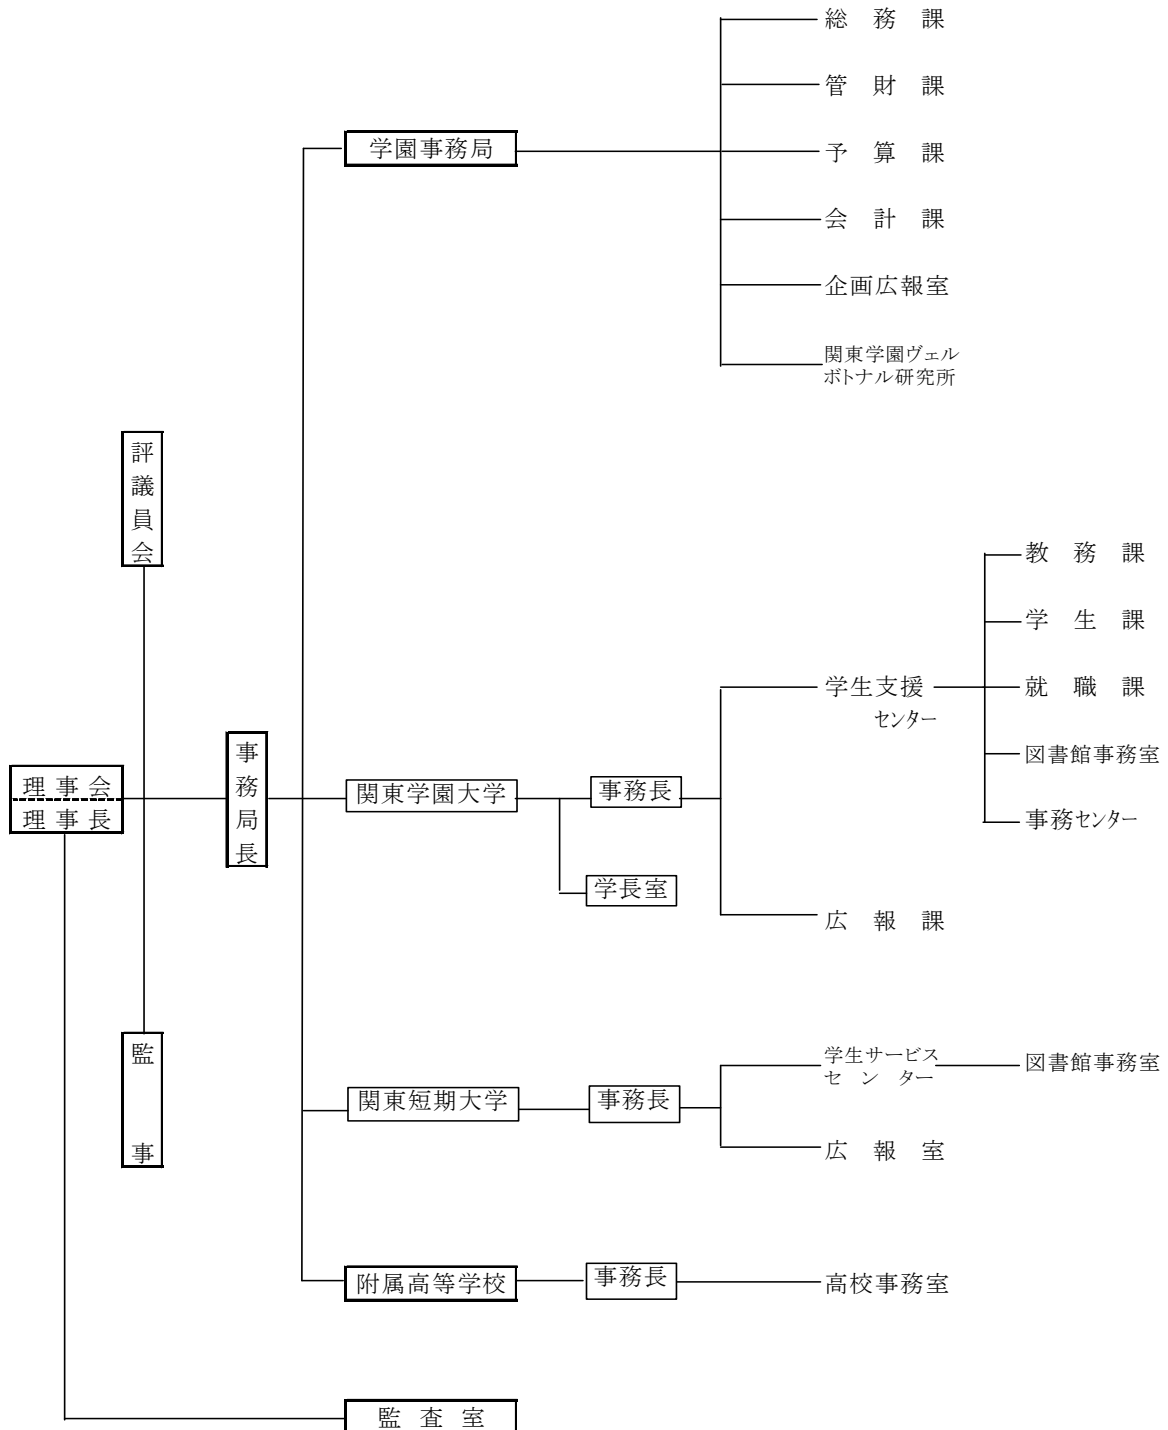 総務課
管財課
学園事務局
予算課
会計課
企画広報室
関東学園ヴェル
ボトナル研究所
評議員会
教務課
学生課
学生支援
センター
就職課
図書館事務室
事務センター
理事会
理事長
事務局長
関東学園大学
事務長
学長室
広報課
監事
関東短期大学
事務長
学生サービス
センター
図書館事務室
広報室
附属高等学校
事務長
高校事務室
監査室